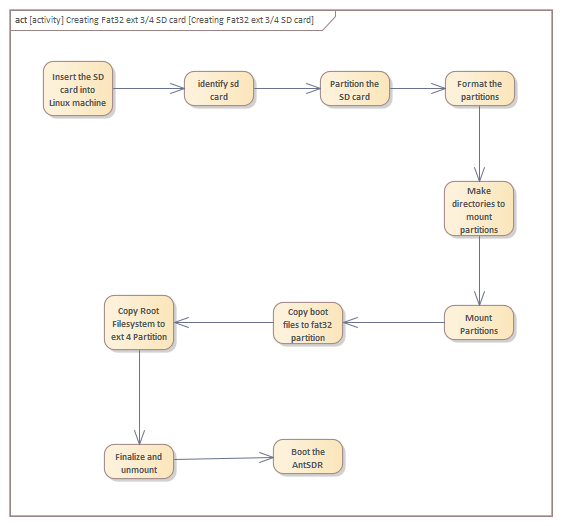 act [activity] Creating Fat32 ext 3/4 SD card [Creating Fat32 ext 3/4 SD card]
Insert the SD
card into
Linux machine
identify sd
card
Partition the
SD card
Format the
partitions
Make
directories to
mount
partitions
Mount
Partitions
Copy boot
files to fat32
partition
Copy Root
Filesystem to
ext 4 Partition
Finalize and
unmount
Boot the
AntSDR